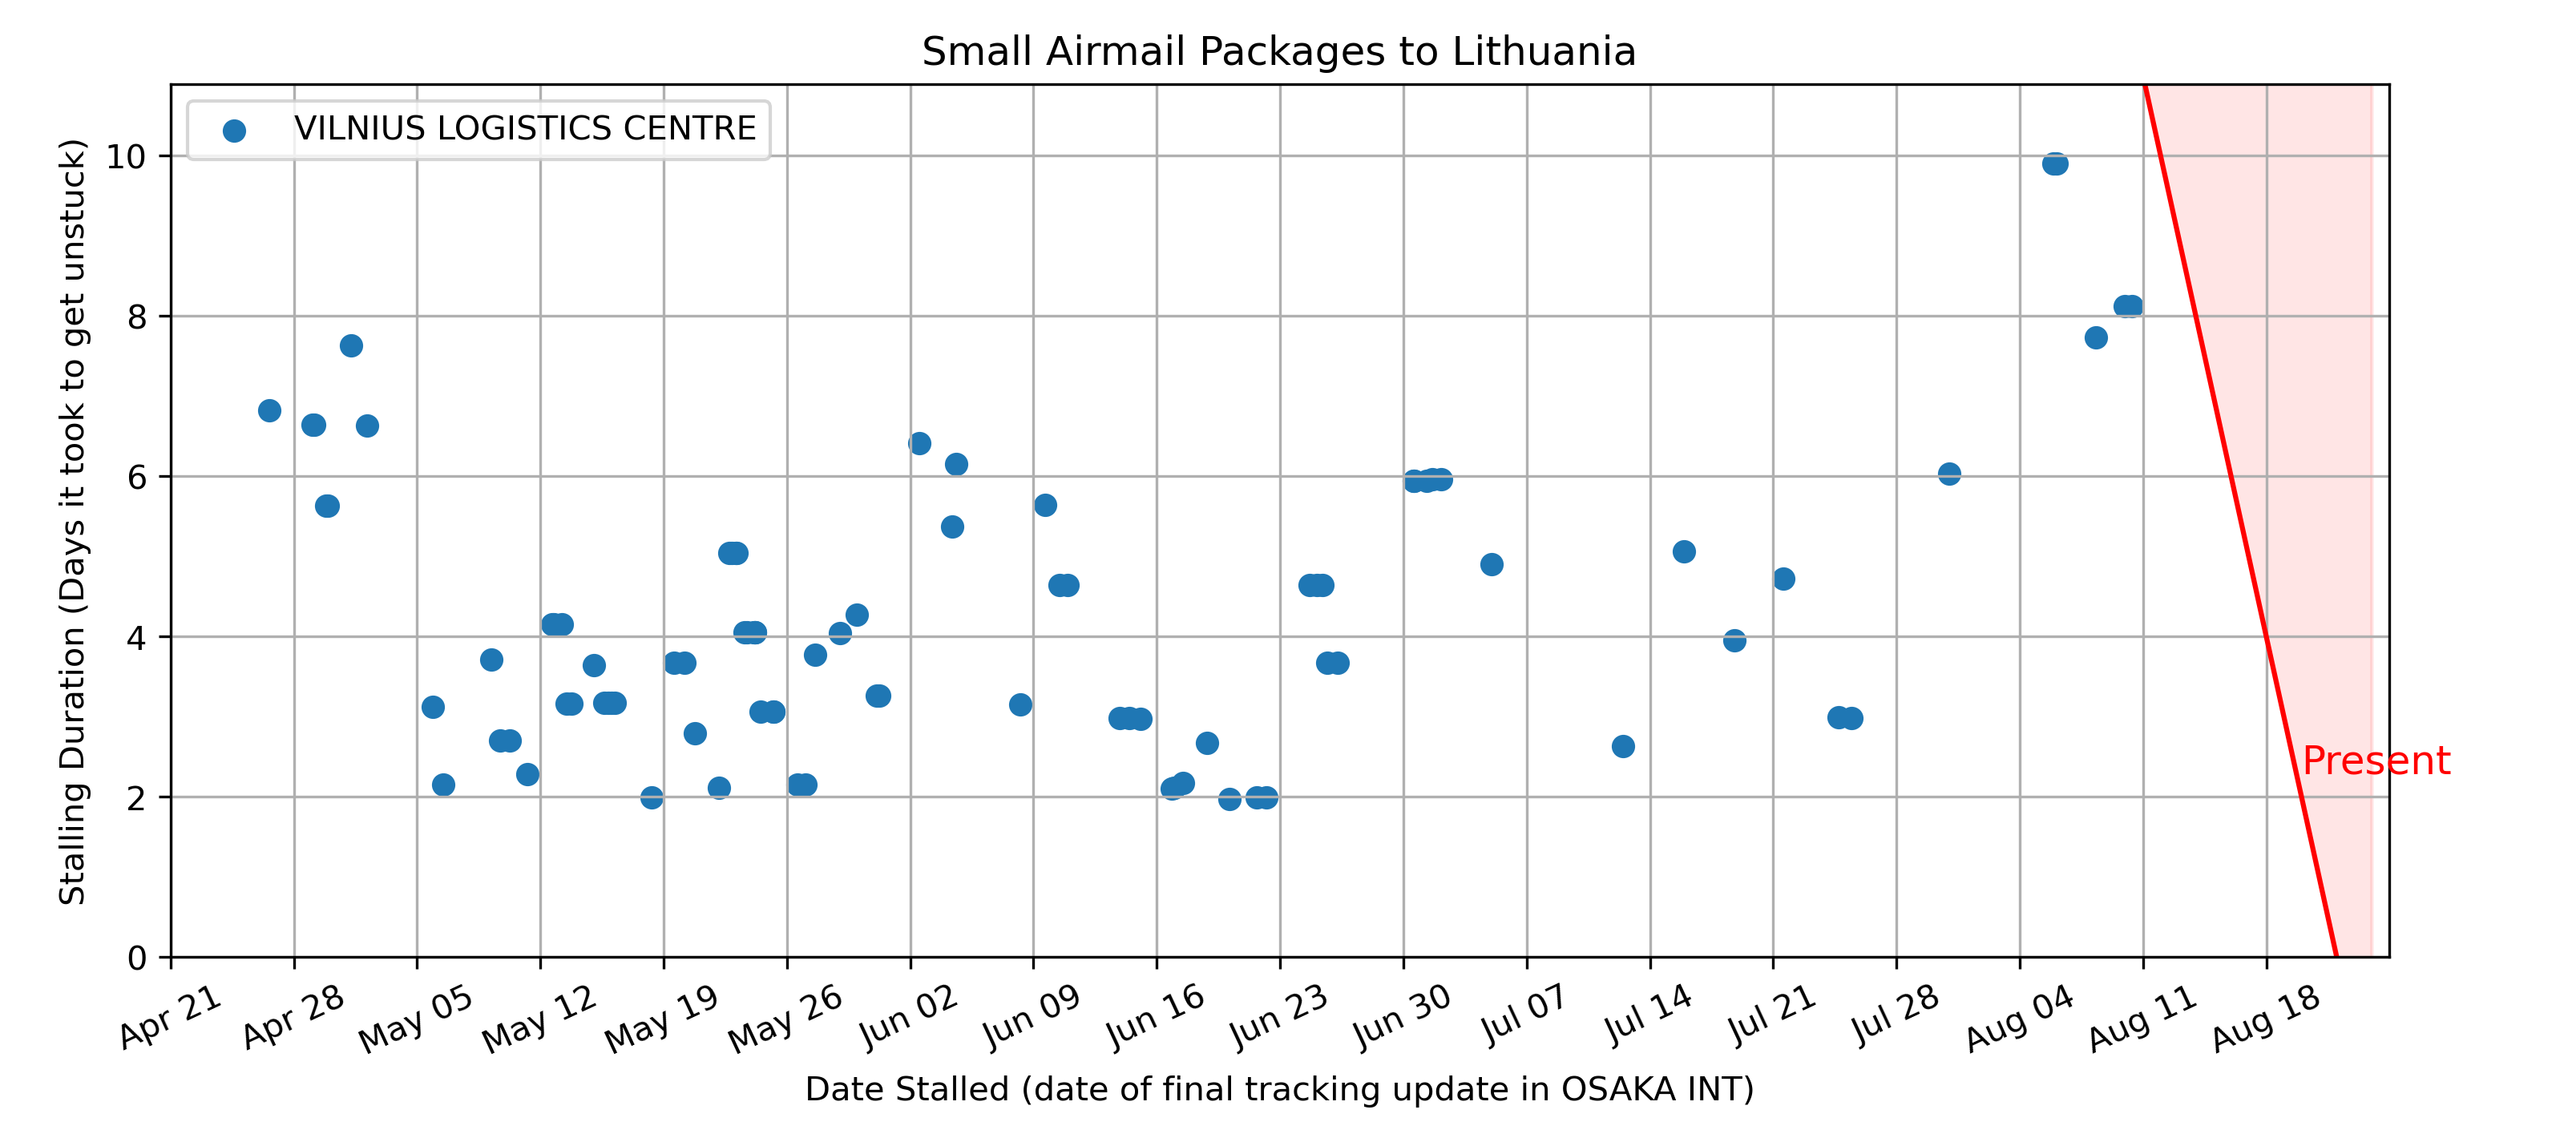 Small Airmail Packages to Lithuania
VILNIUS LOGISTICS CENTRE
Stalling Duration (Days it took to get unstuck)
10
8
6
4
2
0
Present
Apr 21
Apr 28
May 05
May 12
May 19
May 26
Jun 02
Jun 09
Jun 16
Jun 23
Jun 30
Jul 07
Jul 14
Jul 21
Jul 28
Aug 04
Aug 11
Aug 18
Date Stalled (date of final tracking update in OSAKA INT)